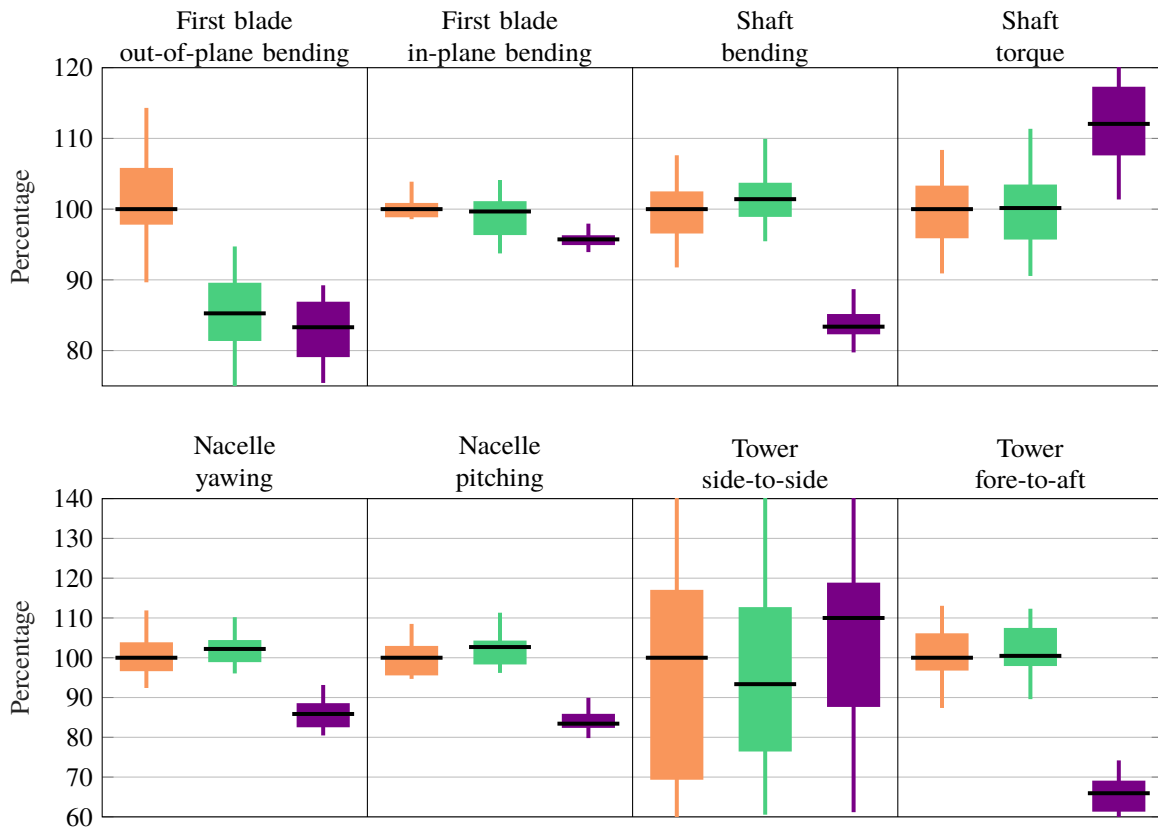 First blade
out-of-plane bending
First blade
in-plane bending
Shaft
bending
Shaft
torque
120
110
100
90
80
Percentage
Nacelle
yawing
Nacelle
pitching
Tower
side-to-side
Tower
fore-to-aft
140
130
120
110
100
90
80
70
60
Percentage